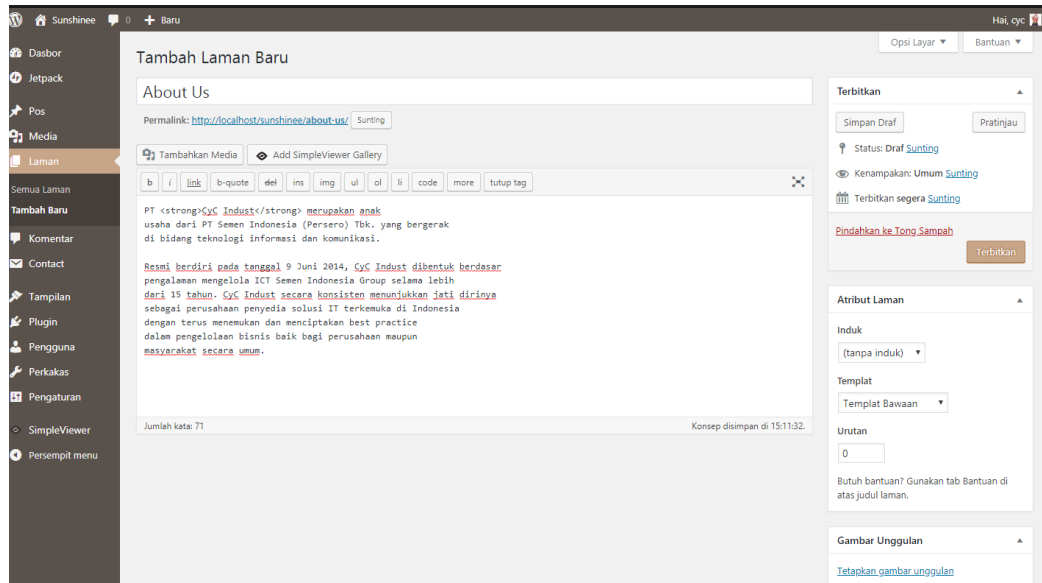 Sunshinee 0 + Baru Hai, cyc
Opsi Layar ▼ Bantuan ▼
Dasbor
Jetpack
Pos
Media
Laman
Semua Laman
Tambah Baru
Komentar
Contact
Tampilan
Plugin
Pengguna
Perkakas
Pengaturan
SimpleViewer
Persempit menu
Tambah Laman Baru
About Us
Permalink: http://localhost/sunshinee/about-us/ Sunting
Tambahkan Media Add SimpleViewer Gallery
b i link b-quote del ins img ul ol li code more tutup tag
PT <strong>CyC Indust</strong> merupakan anak
usaha dari PT Semen Indonesia (Persero) Tbk. yang bergerak
di bidang teknologi informasi dan komunikasi.
Resmi berdiri pada tanggal 9 Juni 2014, CyC Indust dibentuk berdasar
pengalaman mengelola ICT Semen Indonesia Group selama lebih
dari 15 tahun. CyC Indust secara konsisten menunjukkan jati dirinya
sebagai perusahaan penyedia solusi IT terkemuka di Indonesia
dengan terus menemukan dan menciptakan best practice
dalam pengelolaan bisnis baik bagi perusahaan maupun
masyarakat secara umum.
Jumlah kata: 71 Konsep disimpan di 15:11:32.
Terbitkan
Simpan Draf Pratinjau
Status: Draf Sunting
Kenampakan: Umum Sunting
Terbitkan segera Sunting
Pindahkan ke Tong Sampah
Terbitkan
Atribut Laman
Induk
(tanpa induk)
Templat
Templat Bawaan
Urutan
0
Butuh bantuan? Gunakan tab Bantuan di
atas judul laman.
Gambar Unggulan
Tetapkan gambar unggulan